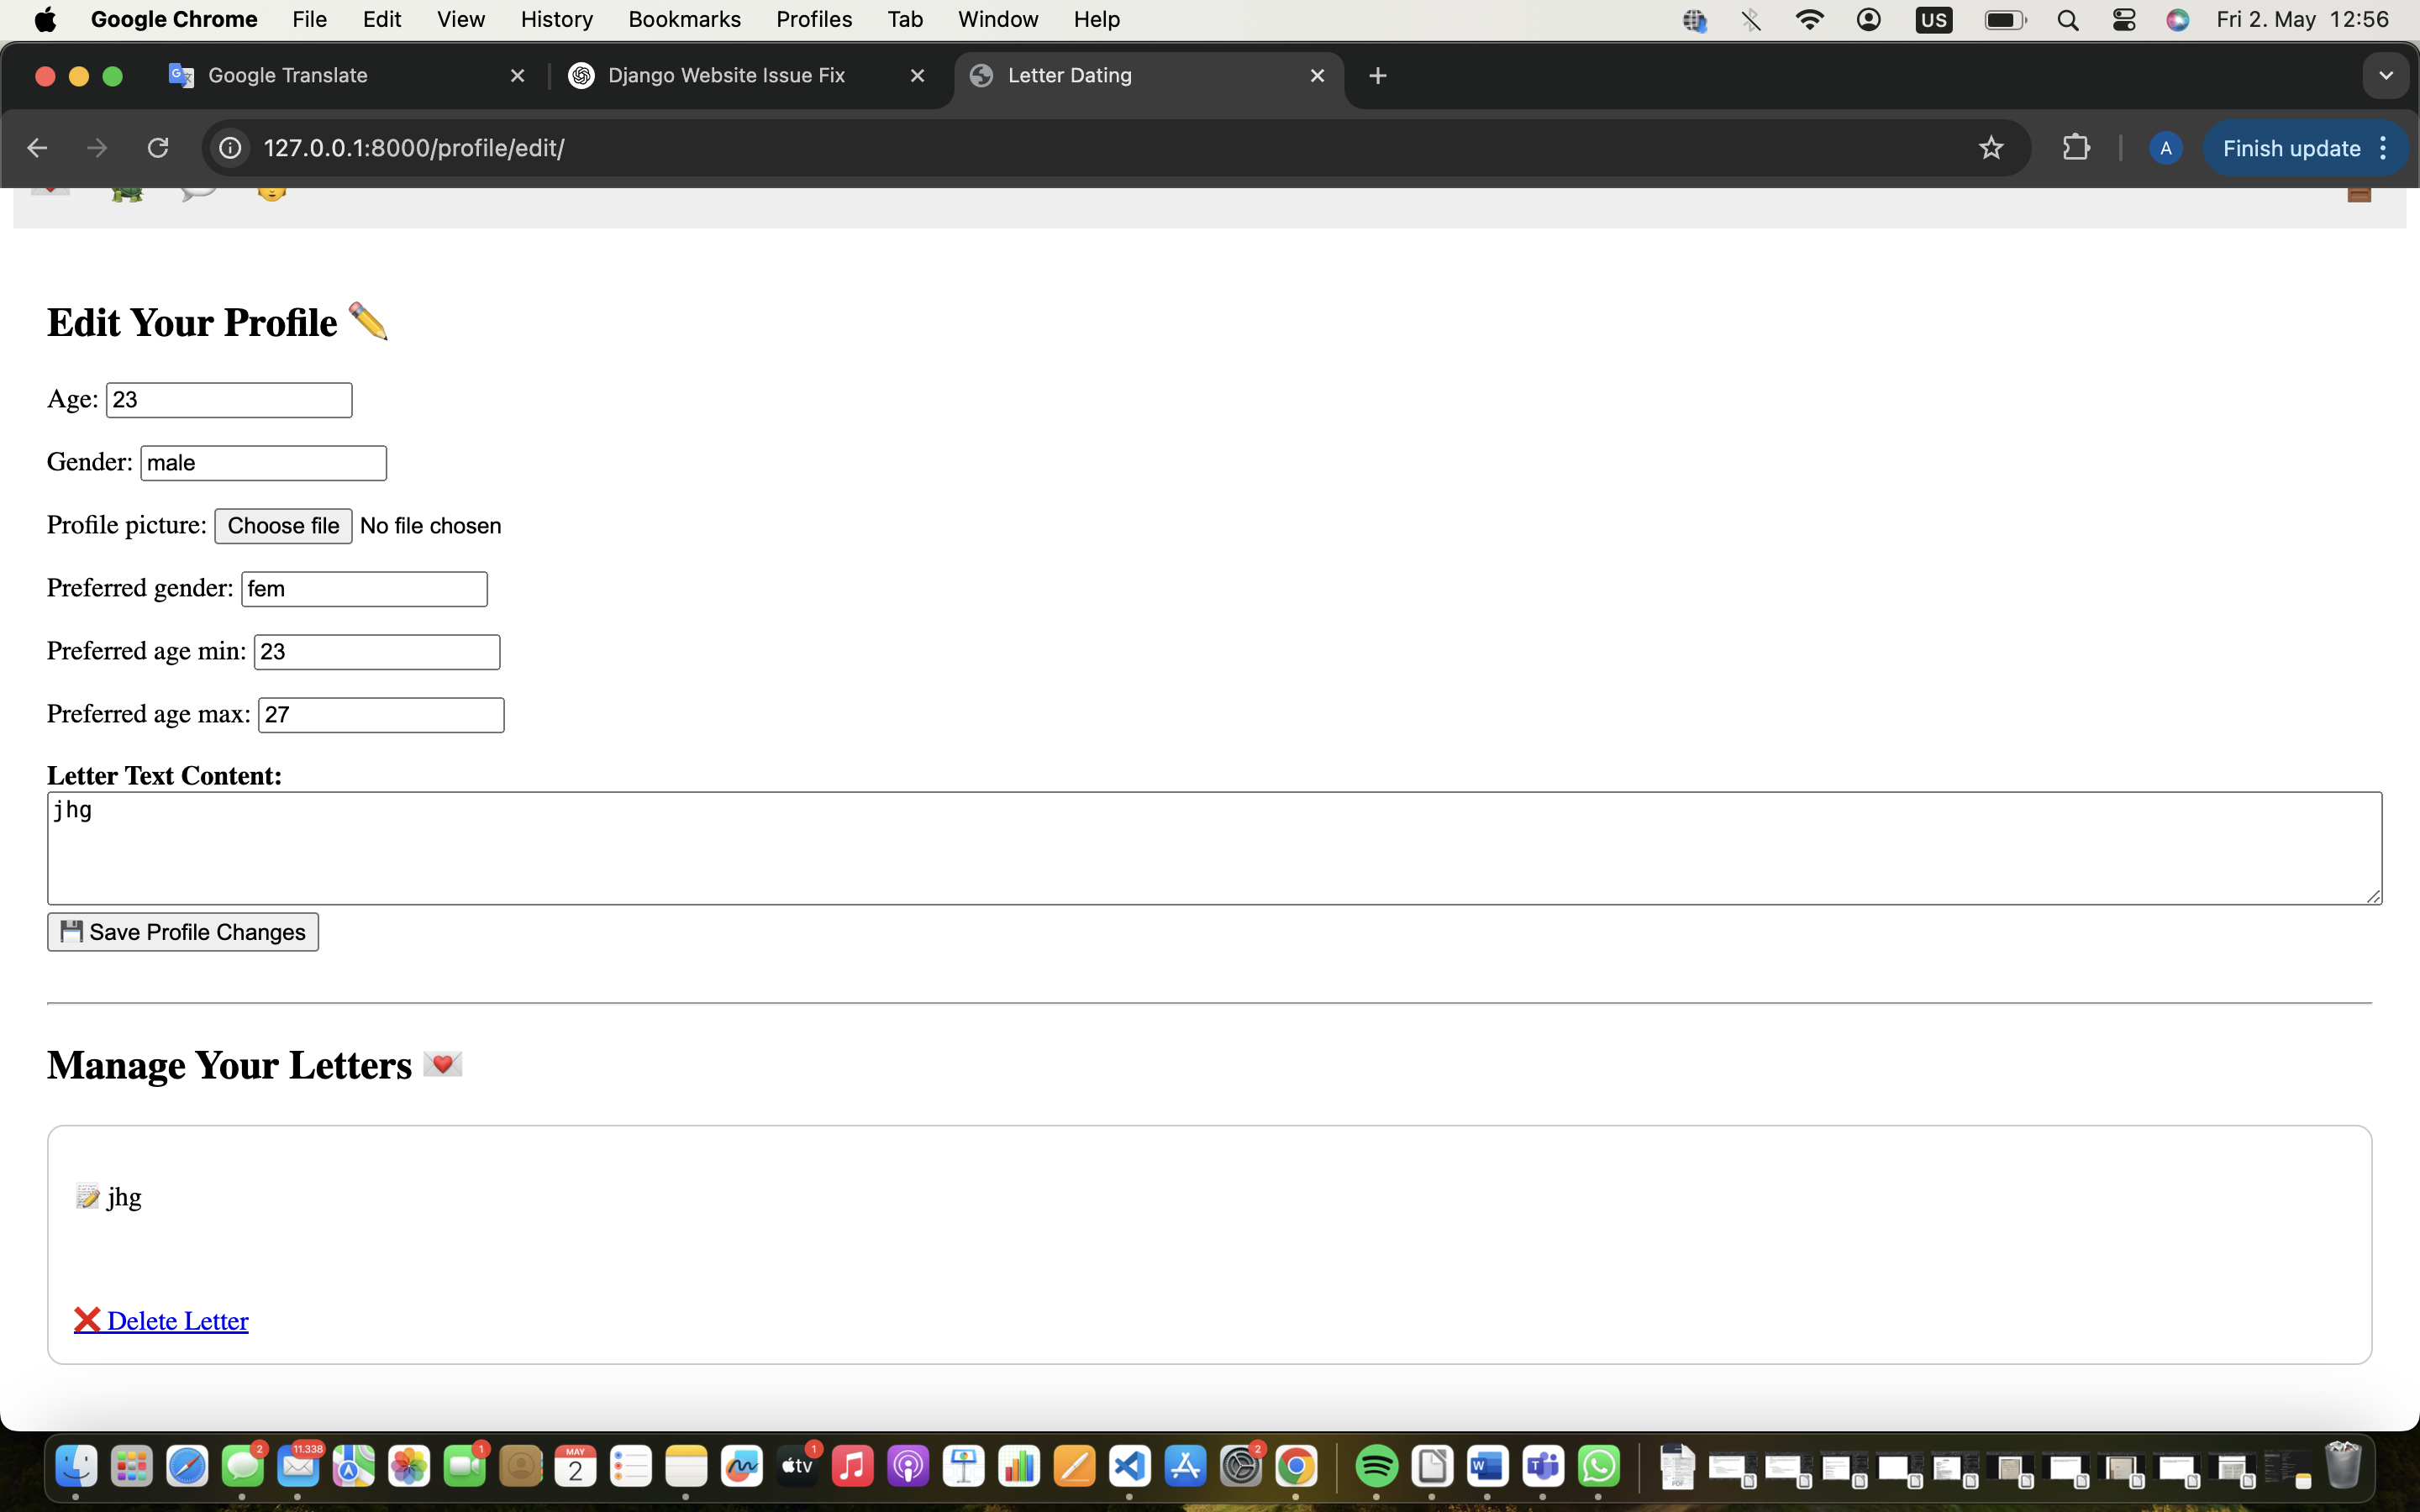 Google Chrome File Edit View History Bookmarks Profiles Tab Window Help US Fri 2. May 12:56
Google Translate Django Website Issue Fix Letter Dating
127.0.0.1:8000/profile/edit/ A Finish update
Edit Your Profile
Age: 23
Gender: male
Profile picture: Choose file No file chosen
Preferred gender: fem
Preferred age min: 23
Preferred age max: 27
Letter Text Content:
jhg
Save Profile Changes
Manage Your Letters
jhg
Delete Letter
2 11.338 1 MAY 2 tv 1 2